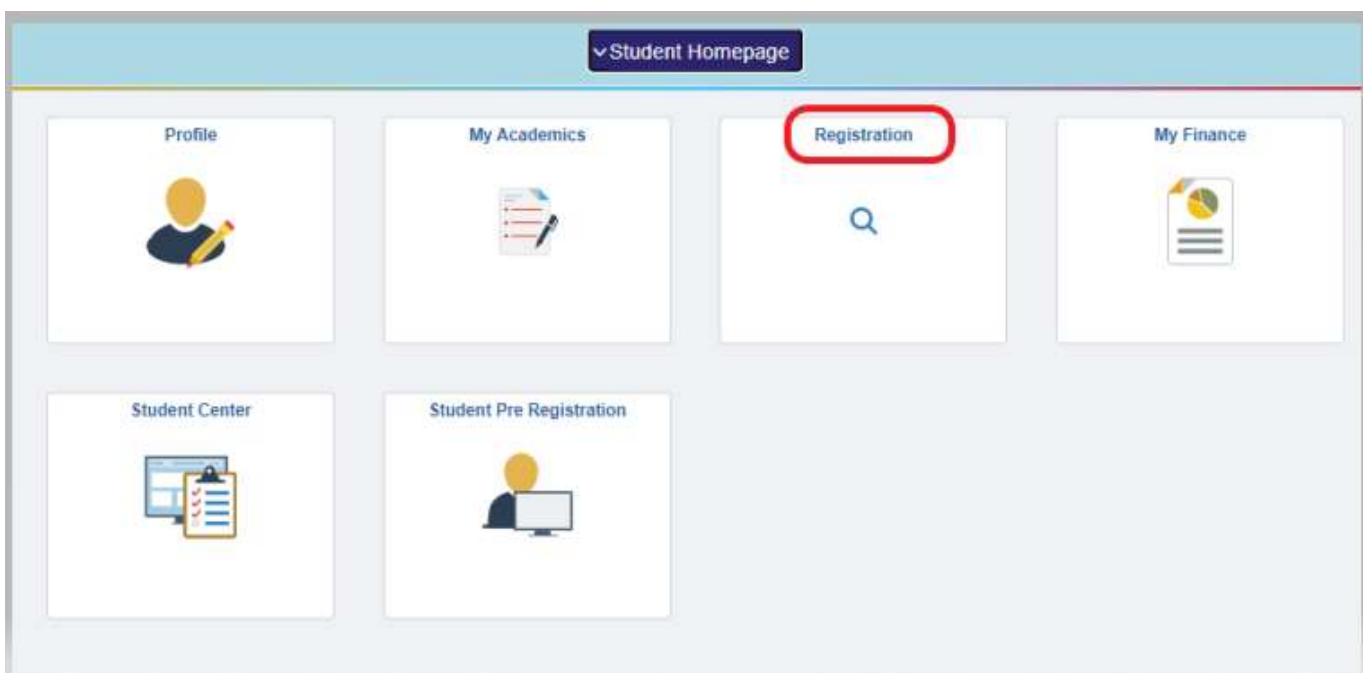 Student Homepage
Profile
My Academics
Registration
My Finance
Student Center
Student Pre Registration